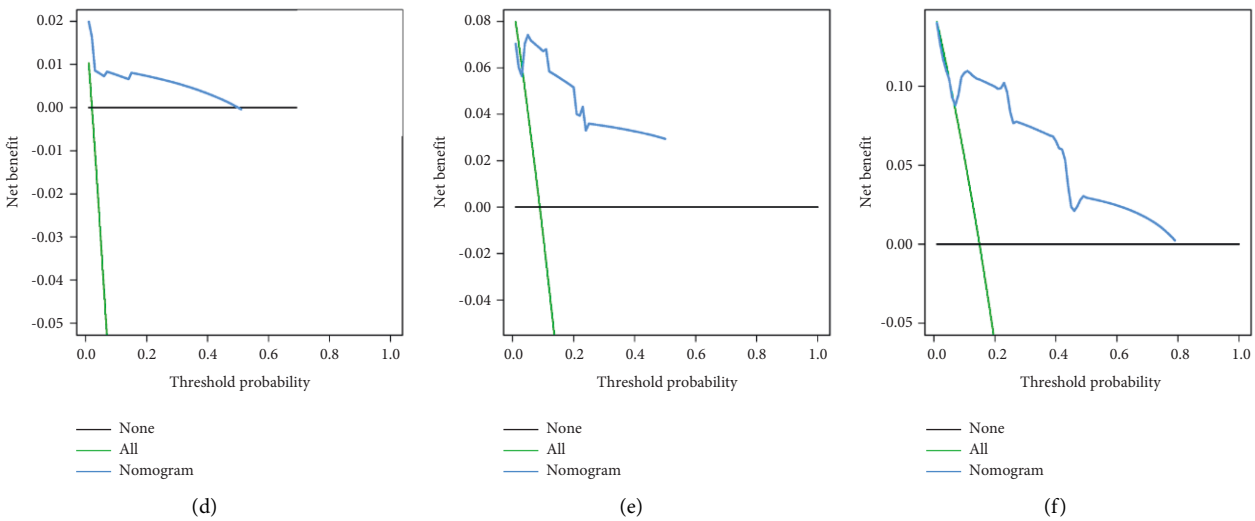 0.02
0.01
0.00
-0.01
-0.02
-0.03
-0.04
-0.05
Net benefit
0.0 0.2 0.4 0.6 0.8 1.0
Threshold probability
None
All
Nomogram
(d)
0.08
0.06
0.04
0.02
0.00
-0.02
-0.04
Net benefit
0.0 0.2 0.4 0.6 0.8 1.0
Threshold probability
None
All
Nomogram
(e)
0.10
0.05
0.00
-0.05
Net benefit
0.0 0.2 0.4 0.6 0.8 1.0
Threshold probability
None
All
Nomogram
(f)